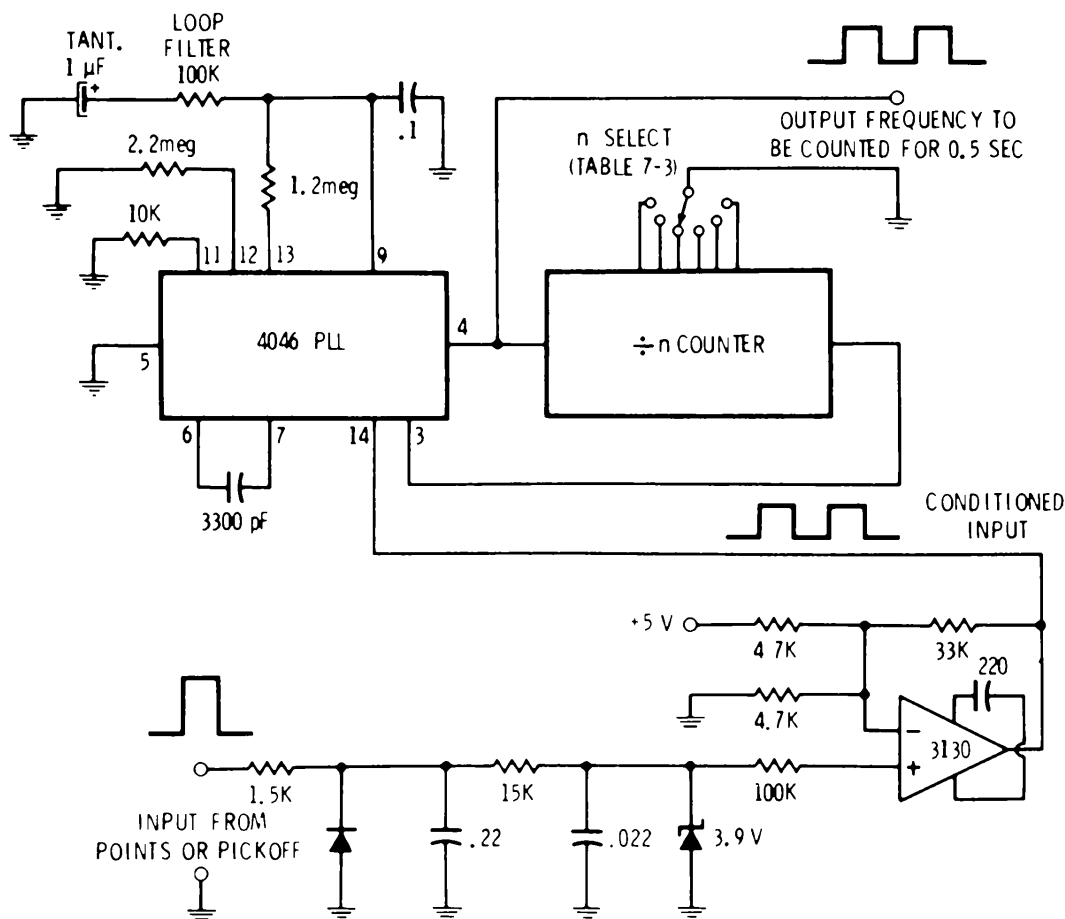 LOOP
FILTER
100K
TANT.
1 µF
+
.1
2.2meg
1.2meg
10K
11
12
13
9
n SELECT
(TABLE 7-3)
OUTPUT FREQUENCY TO
BE COUNTED FOR 0.5 SEC
4046 PLL
5
4
÷n COUNTER
6
7
14
3
3300 pF
CONDITIONED
INPUT
+5 V
4.7K
33K
4.7K
220
3130
−
+
1.5K
15K
100K
INPUT FROM
POINTS OR PICKOFF
.22
.022
3.9 V